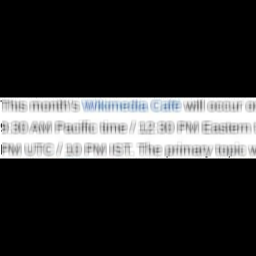 This month's Wikimedia Café will occur
9:30 AM Pacific time // 12:30 PM Eastern
PM UTC // 10 PM IST. The primary topic